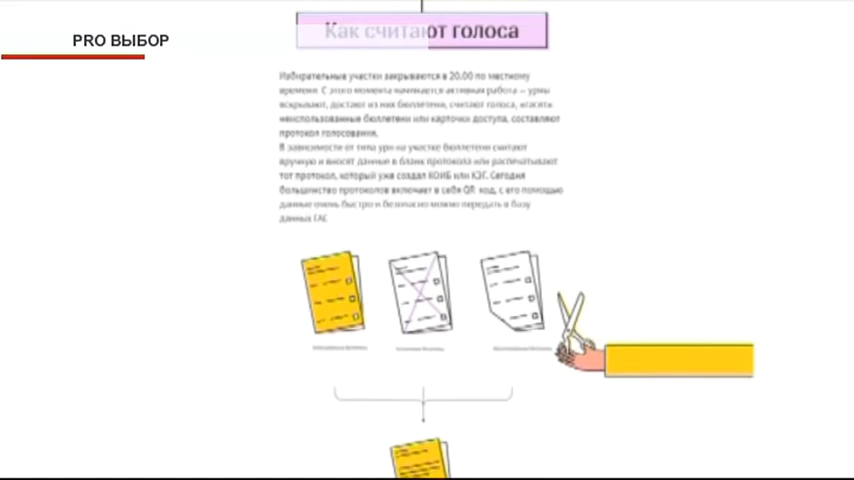 PRO ВЫБОР
Как считают голоса
Избирательные участки закрываются в 20.00 по местному
времени. С этого момента начинается активная работа – урны
вскрывают, достают из них бюллетени, считают голоса, «гасят»
неиспользованные бюллетени или карточки доступа, составляют
протокол голосования.
В зависимости от типа урн на участке бюллетени считают
вручную и вносят данные в бланк протокола или распечатывают
тот протокол, который уже создал КОИБ или КЭГ. Сегодня
большинство протоколов включает в себя QR код, с его помощью
данные очень быстро и безопасно можно передать в базу
данных ГАС